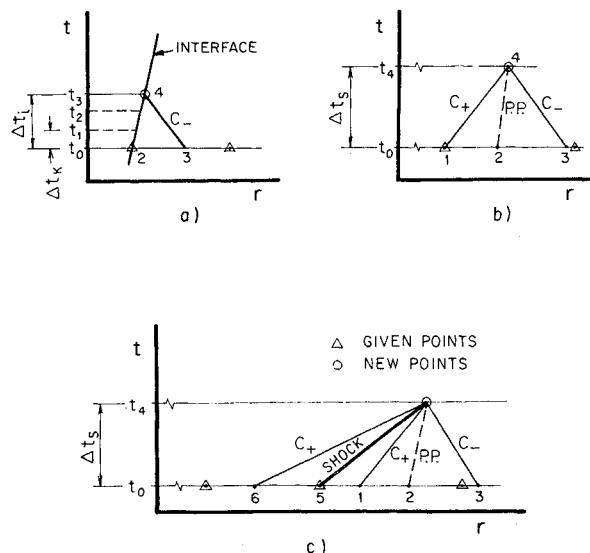 t
INTERFACE
t₃
4
t₂
C₋
t₁
t₀
2
3
Δtᵢ
Δtₖ
r
a)
t
4
t₄
C₊
P.P.
C₋
Δtₛ
t₀
1
2
3
r
b)
t
△ GIVEN POINTS
○ NEW POINTS
t₄
C₊
SHOCK
C₊
P.P.
C₋
Δtₛ
t₀
6
5
1
2
3
r
c)